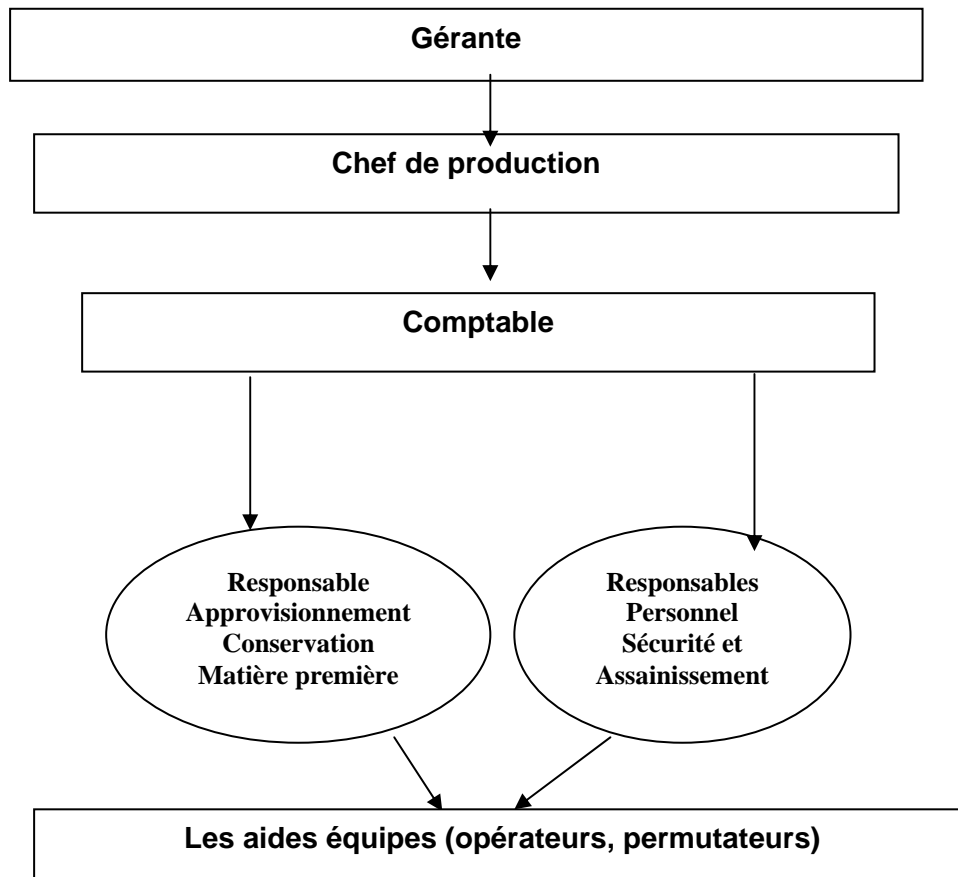 Gérante
Chef de production
Comptable
Responsable
Approvisionnement
Conservation
Matière première
Responsables
Personnel
Sécurité et
Assainissement
Les aides équipes (opérateurs, permutateurs)